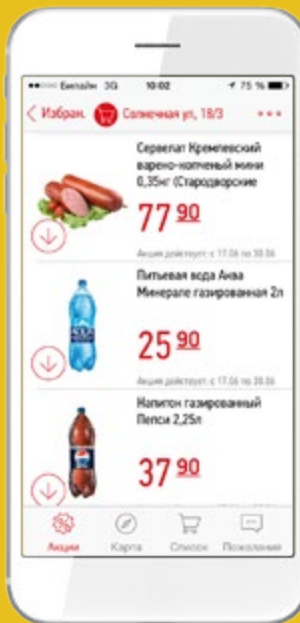 Билайн 3G 10:02 75 %
Избран. Солнечная ул, 18/3
Сервелат Кремлевский
варено-копченый мини
0,35кг (Стародворские
77 90
Акция действует: с 17.06 по 30.06
Питьевая вода Аква
Минерале газированная 2л
25 90
Акция действует: с 17.06 по 30.06
Напиток газированный
Пепси 2,25л
37 90
Акции Карта Список Пожелания